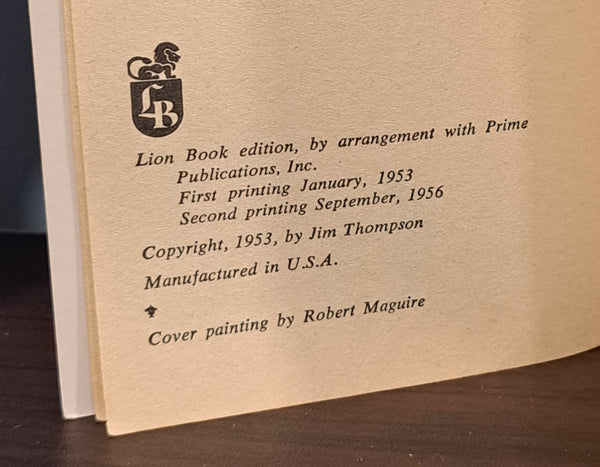 LB
Lion Book edition, by arrangement with Prime
Publications, Inc.
First printing January, 1953
Second printing September, 1956
Copyright, 1953, by Jim Thompson
Manufactured in U.S.A.
Cover painting by Robert Maguire